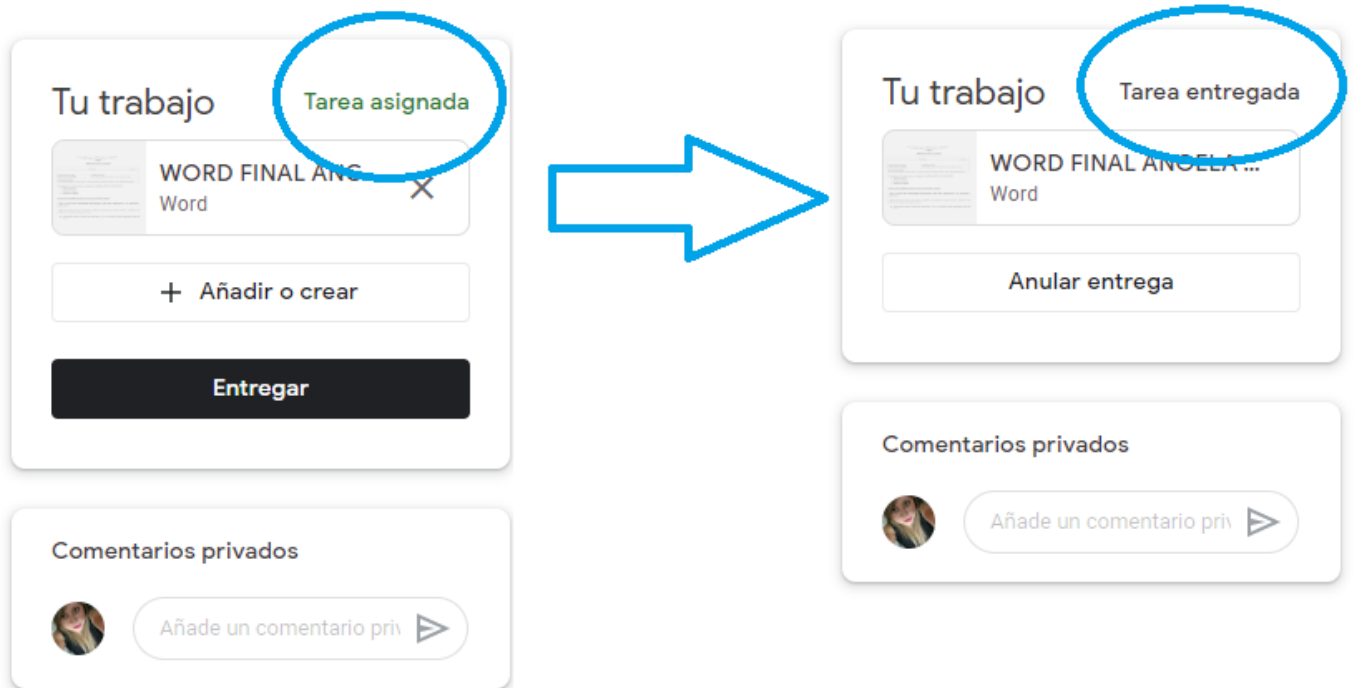 Tu trabajo
Tarea asignada
WORD FINAL ANG
Word
+ Añadir o crear
Entregar
Comentarios privados
Añade un comentario priv
Tu trabajo
Tarea entregada
WORD FINAL ANGELA ...
Word
Anular entrega
Comentarios privados
Añade un comentario priv